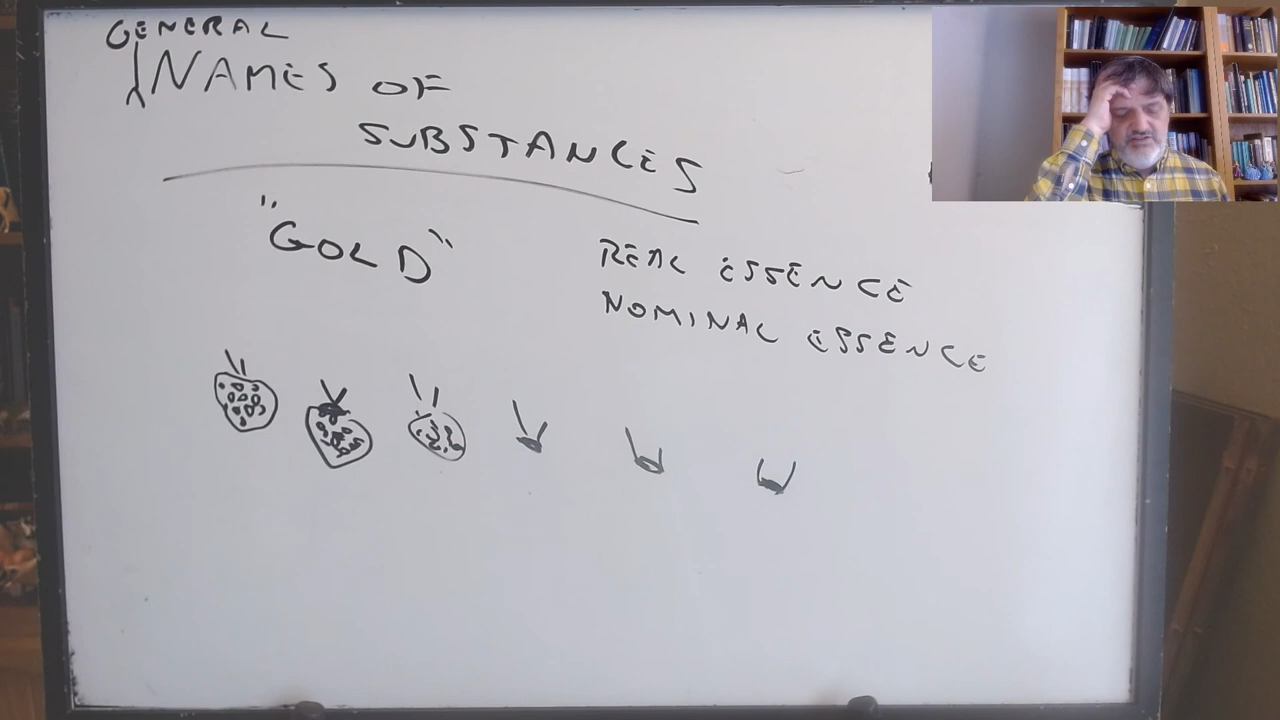 GENERAL
NAMES OF
SUBSTANCES
"GOLD"
REAL ESSENCE
NOMINAL ESSENCE